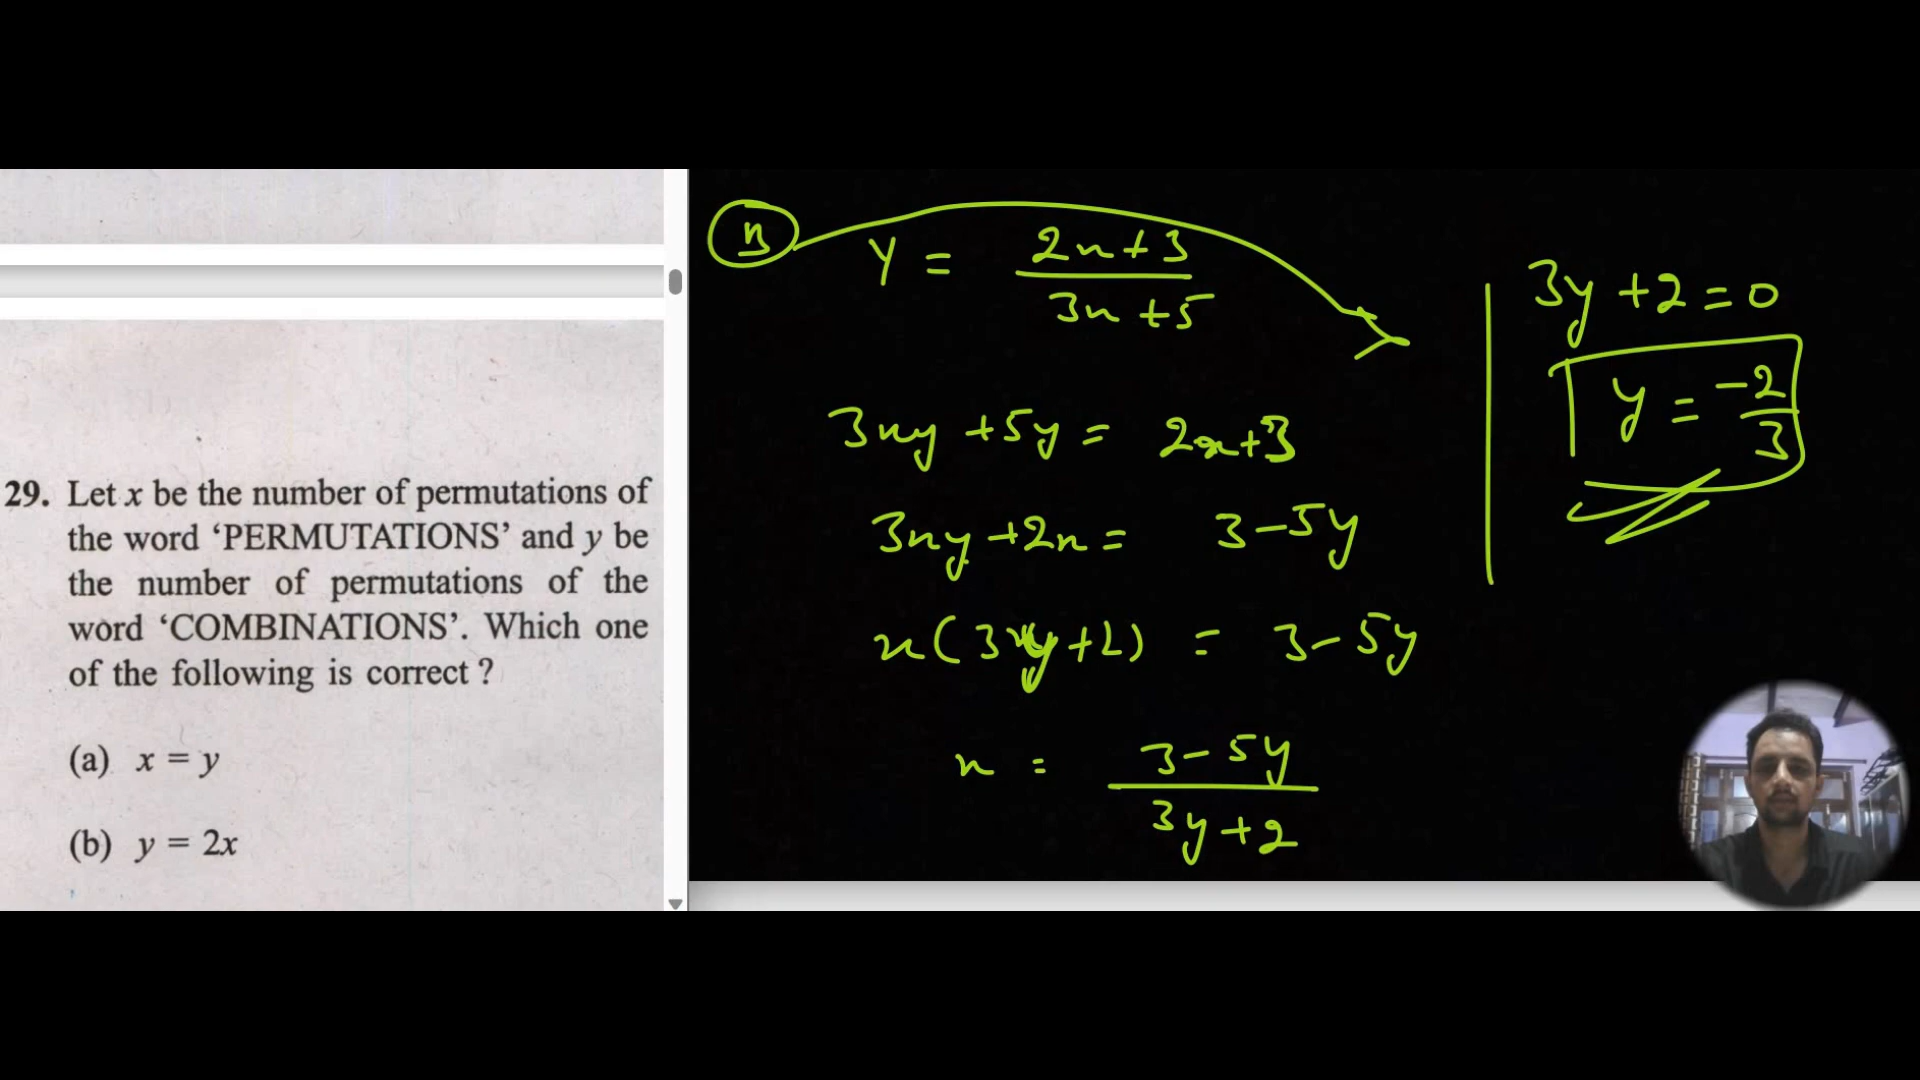 29. Let x be the number of permutations of
the word ‘PERMUTATIONS’ and y be
the number of permutations of the
word ‘COMBINATIONS’. Which one
of the following is correct ?
(a) x = y
(b) y = 2x
n
y = (2n+3)/(3n+5)
3ny +5y = 2n+3
3ny +2n = 3-5y
n(3y+2) = 3-5y
n = (3-5y)/(3y+2)
3y+2=0
y = -2/3